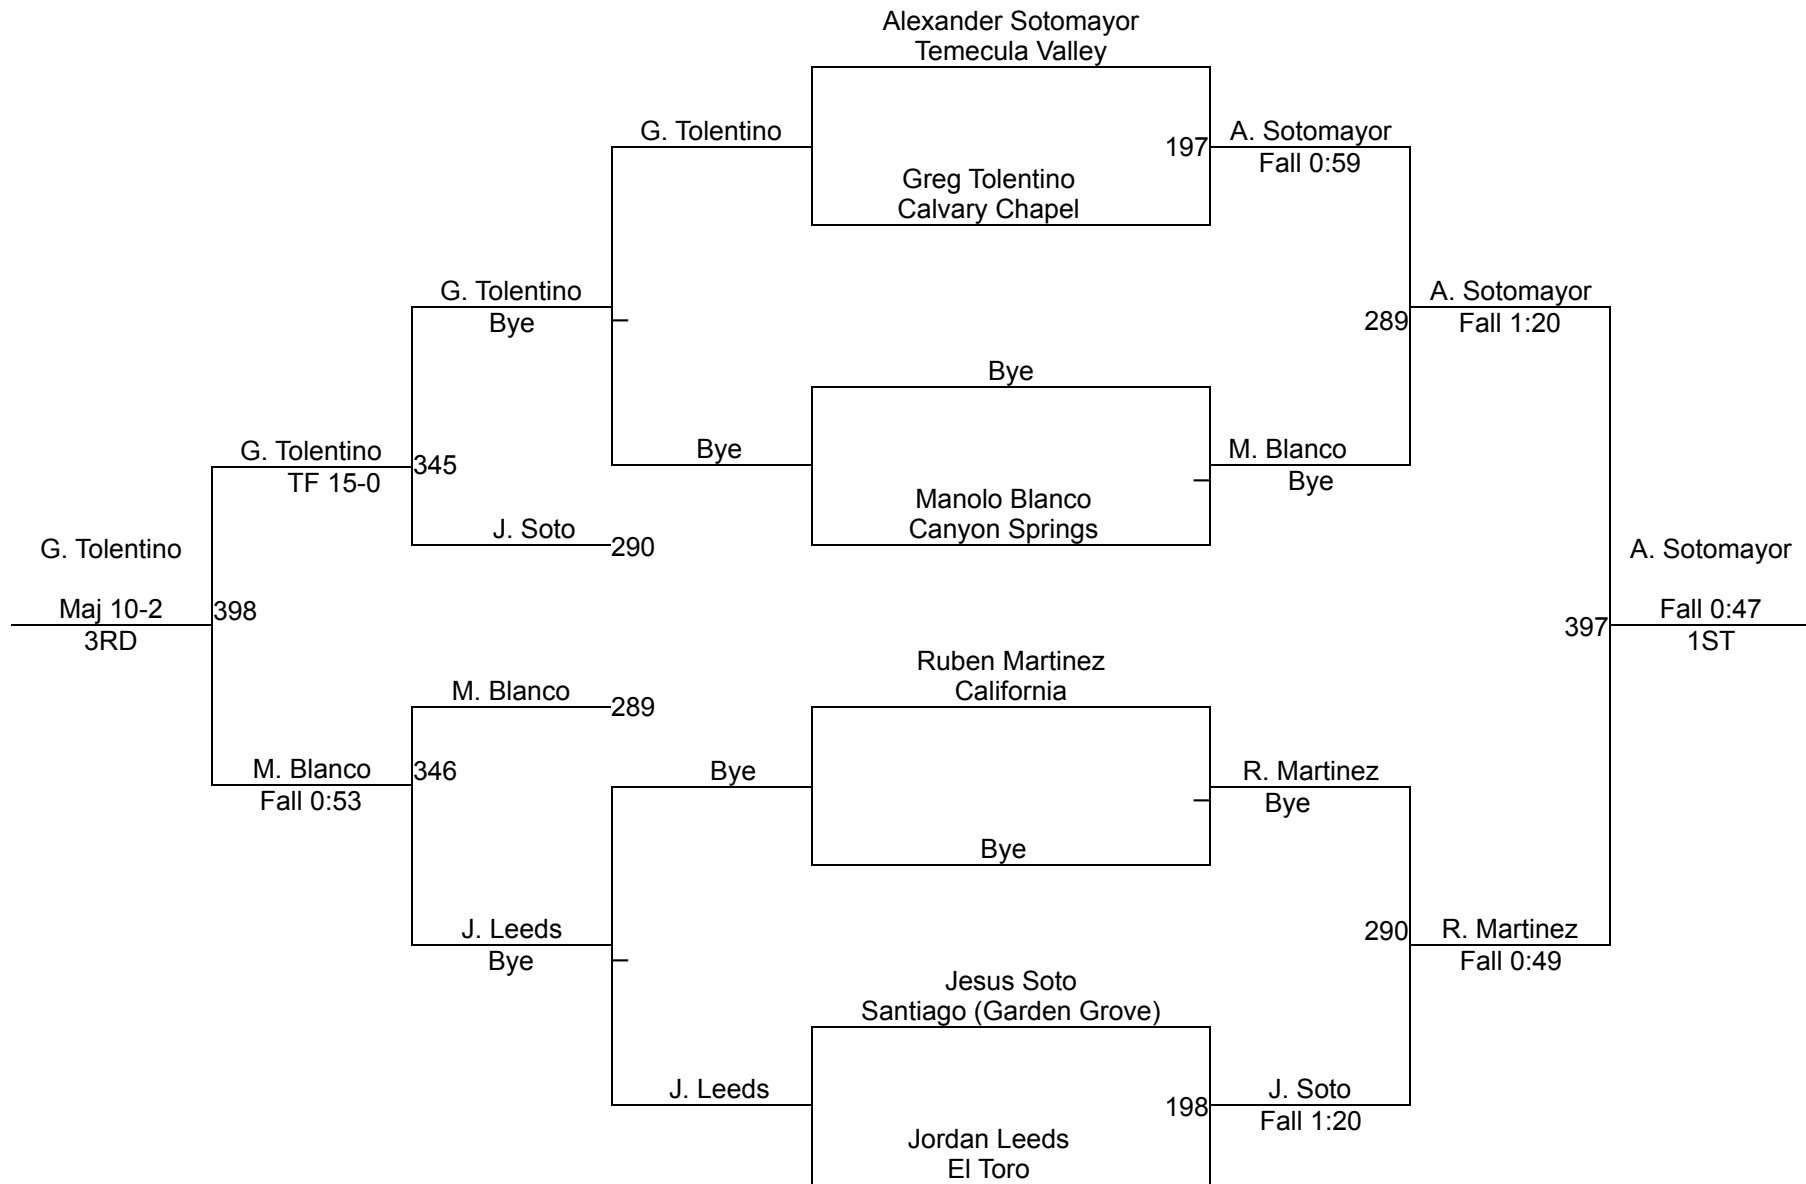 Alexander Sotomayor
Temecula Valley
G. Tolentino
197
A. Sotomayor
Fall 0:59
Greg Tolentino
Calvary Chapel
G. Tolentino
Bye
289
A. Sotomayor
Fall 1:20
Bye
G. Tolentino
TF 15-0
345
Bye
M. Blanco
Bye
Manolo Blanco
Canyon Springs
J. Soto
290
G. Tolentino
Maj 10-2
3RD
398
A. Sotomayor
Fall 0:47
1ST
397
Ruben Martinez
California
M. Blanco
289
M. Blanco
Fall 0:53
346
Bye
R. Martinez
Bye
Bye
J. Leeds
Bye
290
R. Martinez
Fall 0:49
Jesus Soto
Santiago (Garden Grove)
J. Leeds
198
J. Soto
Fall 1:20
Jordan Leeds
El Toro